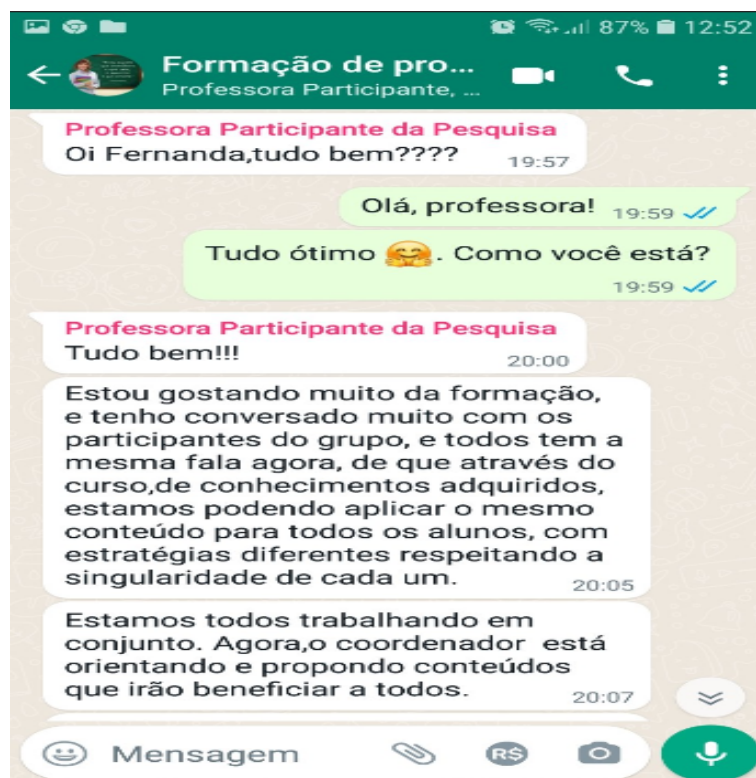 87% 12:52
Formação de pro...
Professora Participante, ...
Professora Participante da Pesquisa
Oi Fernanda,tudo bem????
19:57
Olá, professora! 19:59
Tudo ótimo 🤗. Como você está?
19:59
Professora Participante da Pesquisa
Tudo bem!!!
20:00
Estou gostando muito da formação,
e tenho conversado muito com os
participantes do grupo, e todos tem a
mesma fala agora, de que através do
curso,de conhecimentos adquiridos,
estamos podendo aplicar o mesmo
conteúdo para todos os alunos, com
estratégias diferentes respeitando a
singularidade de cada um.
20:05
Estamos todos trabalhando em
conjunto. Agora,o coordenador está
orientando e propondo conteúdos
que irão beneficiar a todos.
20:07
Mensagem R$